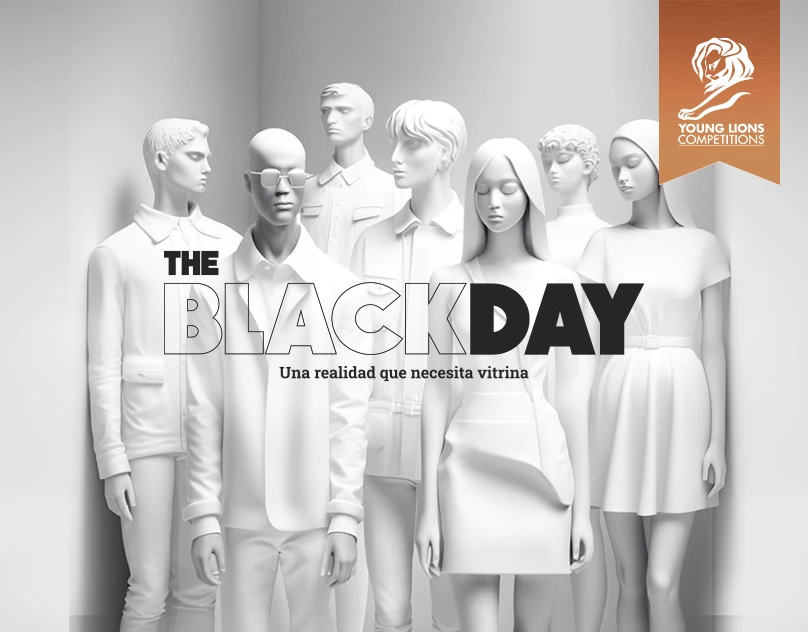 YOUNG LIONS
COMPETITIONS
THE
BLACKDAY
Una realidad que necesita vitrina